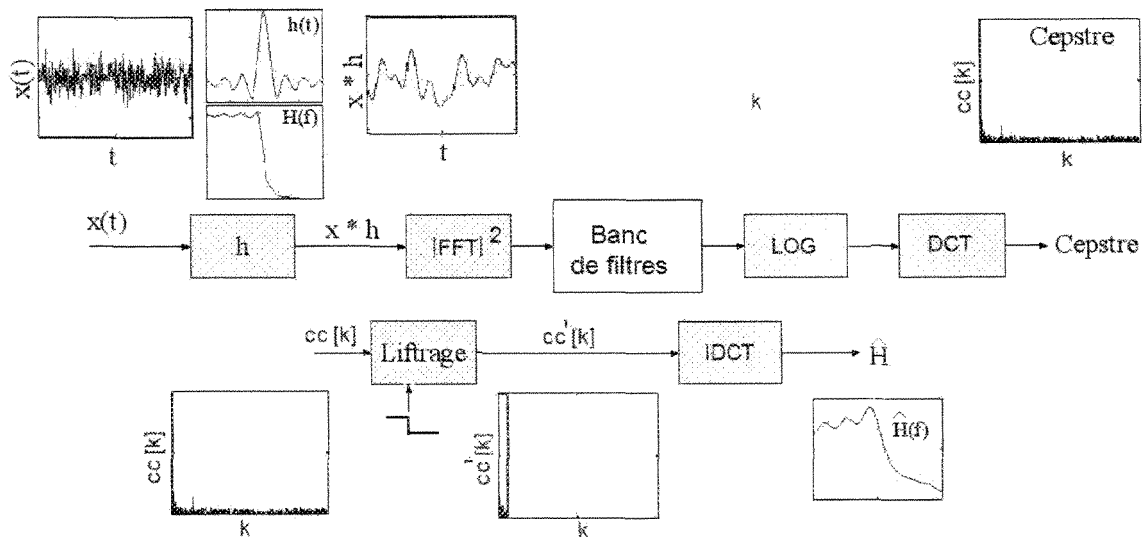 x(t)
t
h(t)
H(f)
x * h
t
k
Cepstre
cc [k]
k
x(t)
h
x * h
|FFT| ²
Banc
de filtres
LOG
DCT
Cepstre
cc [k]
Liftrage
cc'[k]
IDCT
Ĥ
cc [k]
k
cc'[k]
k
Ĥ(f)